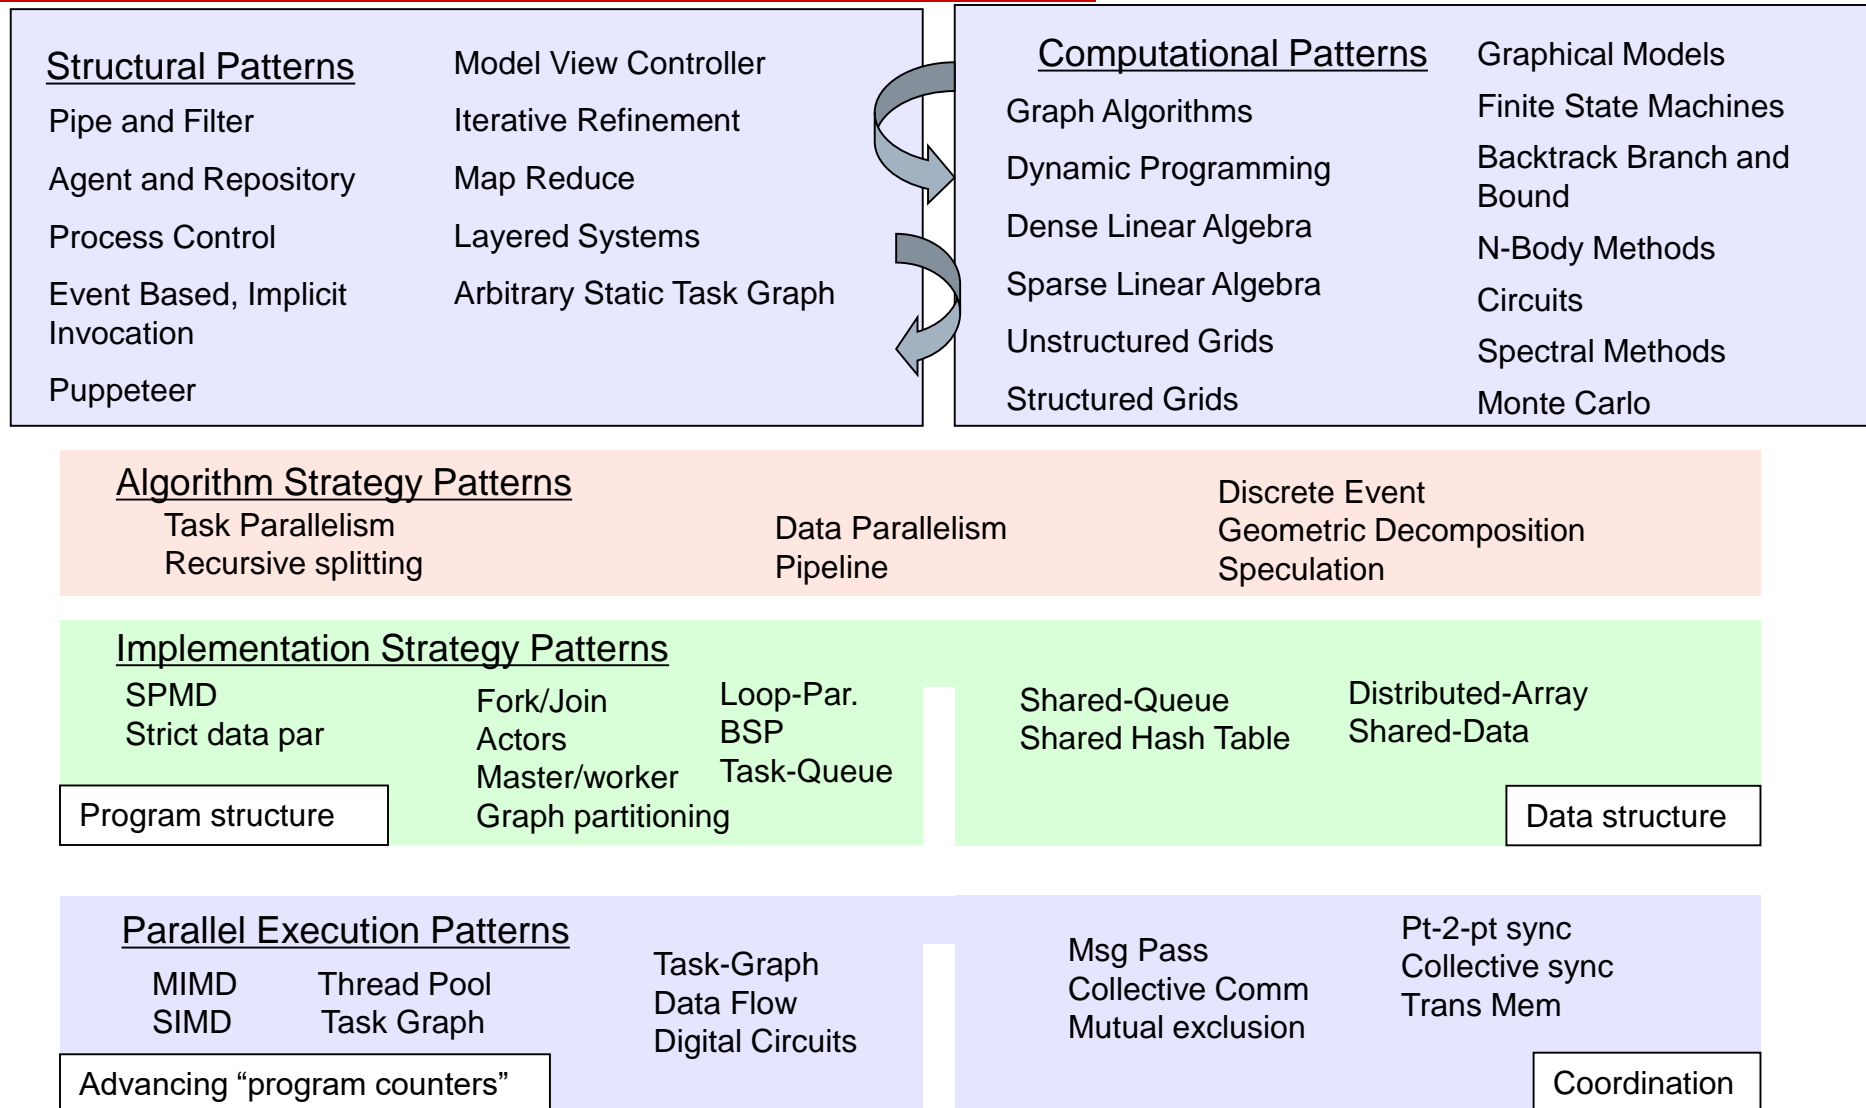 Structural Patterns
Pipe and Filter
Agent and Repository
Process Control
Event Based, Implicit
Invocation
Puppeteer
Model View Controller
Iterative Refinement
Map Reduce
Layered Systems
Arbitrary Static Task Graph
Computational Patterns
Graph Algorithms
Dynamic Programming
Dense Linear Algebra
Sparse Linear Algebra
Unstructured Grids
Structured Grids
Graphical Models
Finite State Machines
Backtrack Branch and
Bound
N-Body Methods
Circuits
Spectral Methods
Monte Carlo
Algorithm Strategy Patterns
Task Parallelism
Recursive splitting
Data Parallelism
Pipeline
Discrete Event
Geometric Decomposition
Speculation
Implementation Strategy Patterns
SPMD
Strict data par
Fork/Join
Actors
Master/worker
Graph partitioning
Loop-Par.
BSP
Task-Queue
Program structure
Shared-Queue
Shared Hash Table
Distributed-Array
Shared-Data
Data structure
Parallel Execution Patterns
MIMD
SIMD
Thread Pool
Task Graph
Task-Graph
Data Flow
Digital Circuits
Advancing “program counters”
Msg Pass
Collective Comm
Mutual exclusion
Pt-2-pt sync
Collective sync
Trans Mem
Coordination